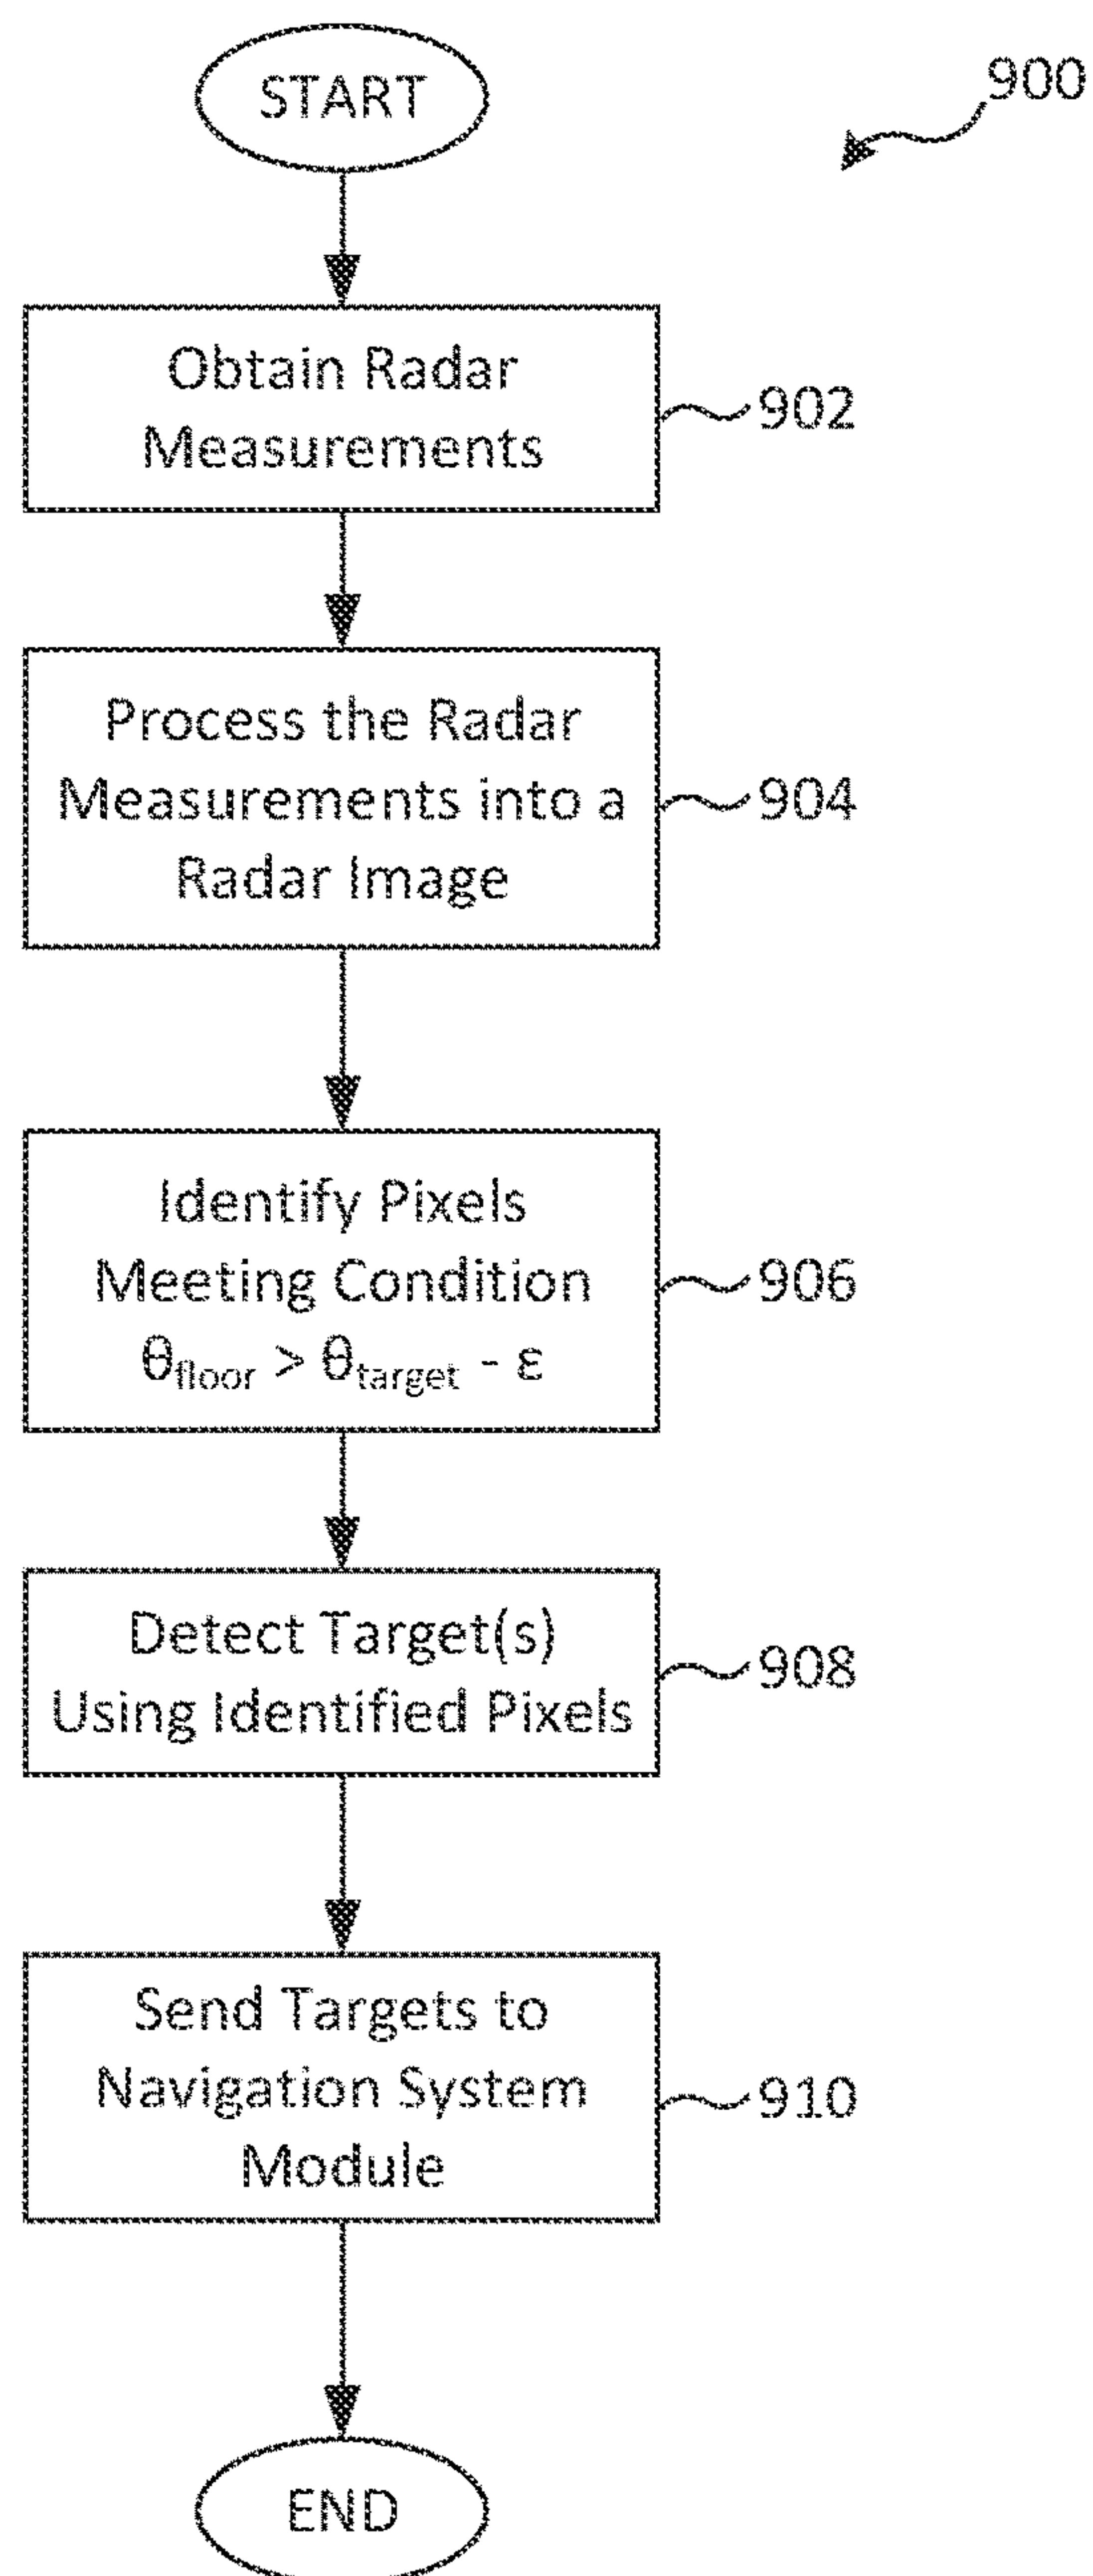 START
900
Obtain Radar
Measurements
902
Process the Radar
Measurements into a
Radar Image
904
Identify Pixels
Meeting Condition
θfloor > θtarget - ε
906
Detect Target(s)
Using Identified Pixels
908
Send Targets to
Navigation System
Module
910
END